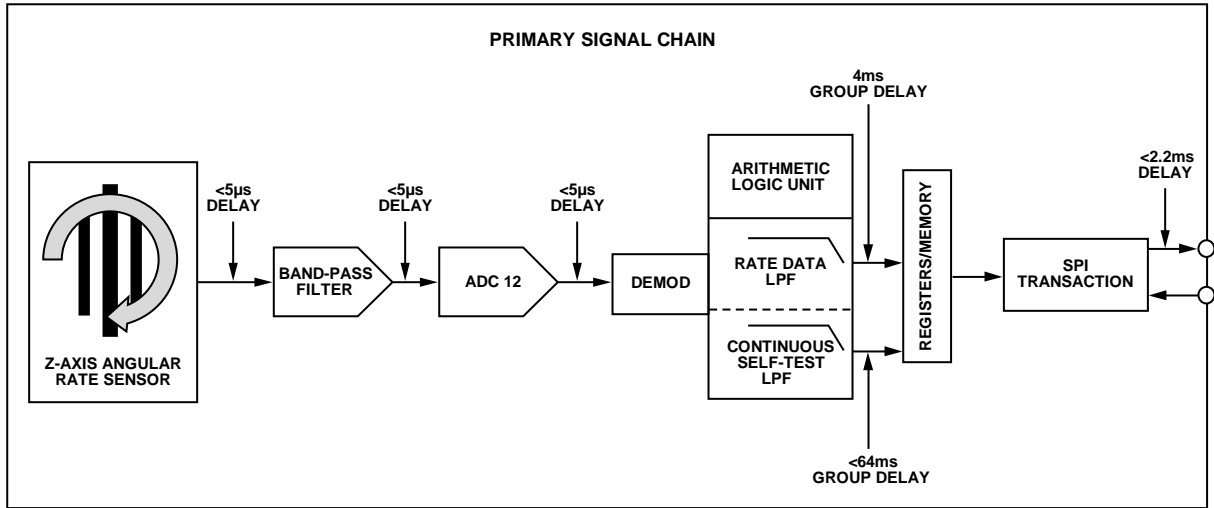 PRIMARY SIGNAL CHAIN
4ms
GROUP DELAY
<5µs
DELAY
<5µs
DELAY
<5µs
DELAY
ARITHMETIC
LOGIC UNIT
<2.2ms
DELAY
BAND-PASS
FILTER
ADC 12
DEMOD
RATE DATA
LPF
REGISTERS/MEMORY
SPI
TRANSACTION
Z-AXIS ANGULAR
RATE SENSOR
CONTINUOUS
SELF-TEST
LPF
<64ms
GROUP DELAY